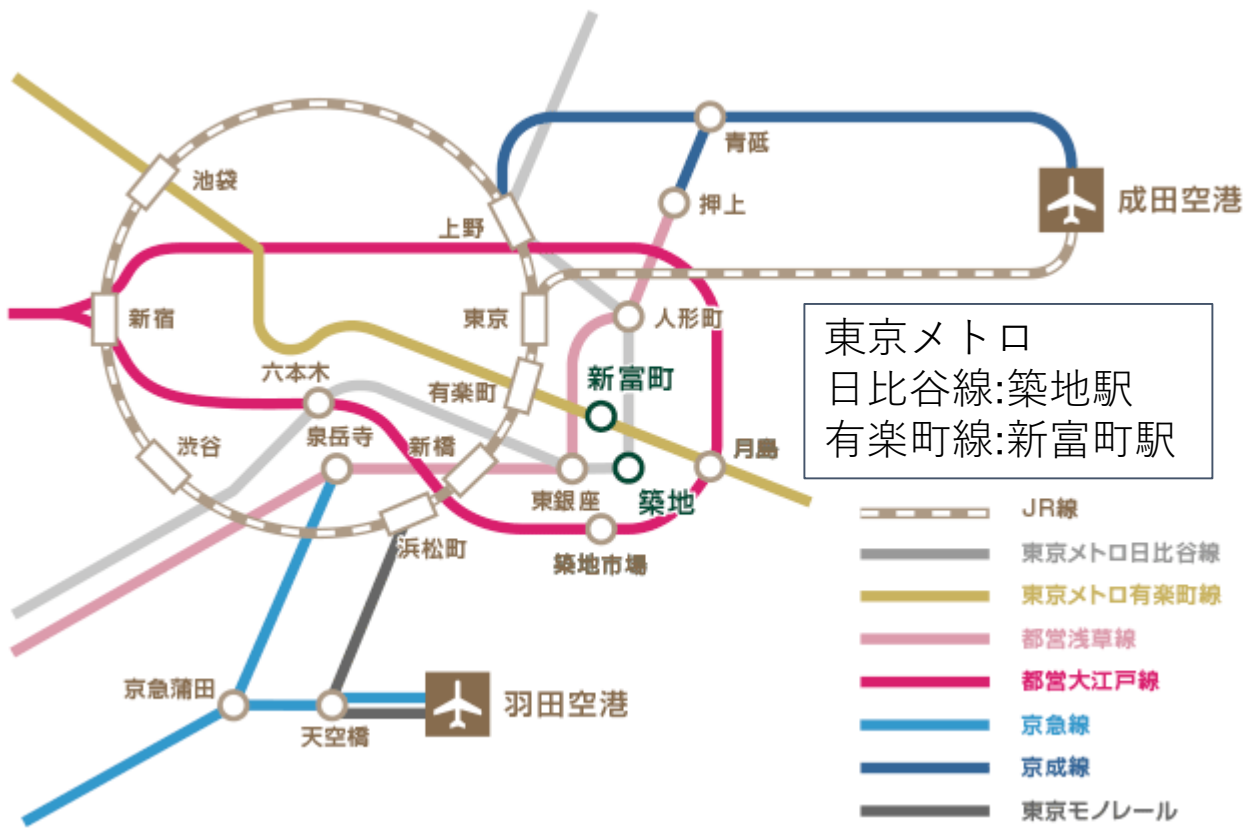 青砥
池袋
押上
成田空港
上野
新宿
東京
人形町
東京メトロ
日比谷線:築地駅
有楽町線:新富町駅
六本木
新富町
有楽町
泉岳寺
新橋
渋谷
月島
東銀座
築地
浜松町
築地市場
JR線
東京メトロ日比谷線
東京メトロ有楽町線
都営浅草線
都営大江戸線
京急線
京成線
東京モノレール
京急蒲田
羽田空港
天空橋